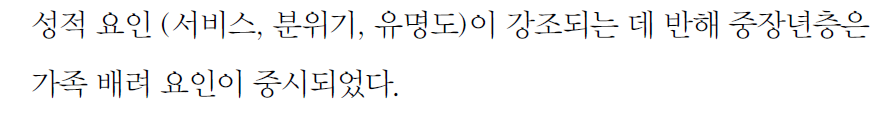 성적 요인 (서비스, 분위기, 유명도)이 강조되는 데 반해 중장년층은
가족 배려 요인이 중시되었다.